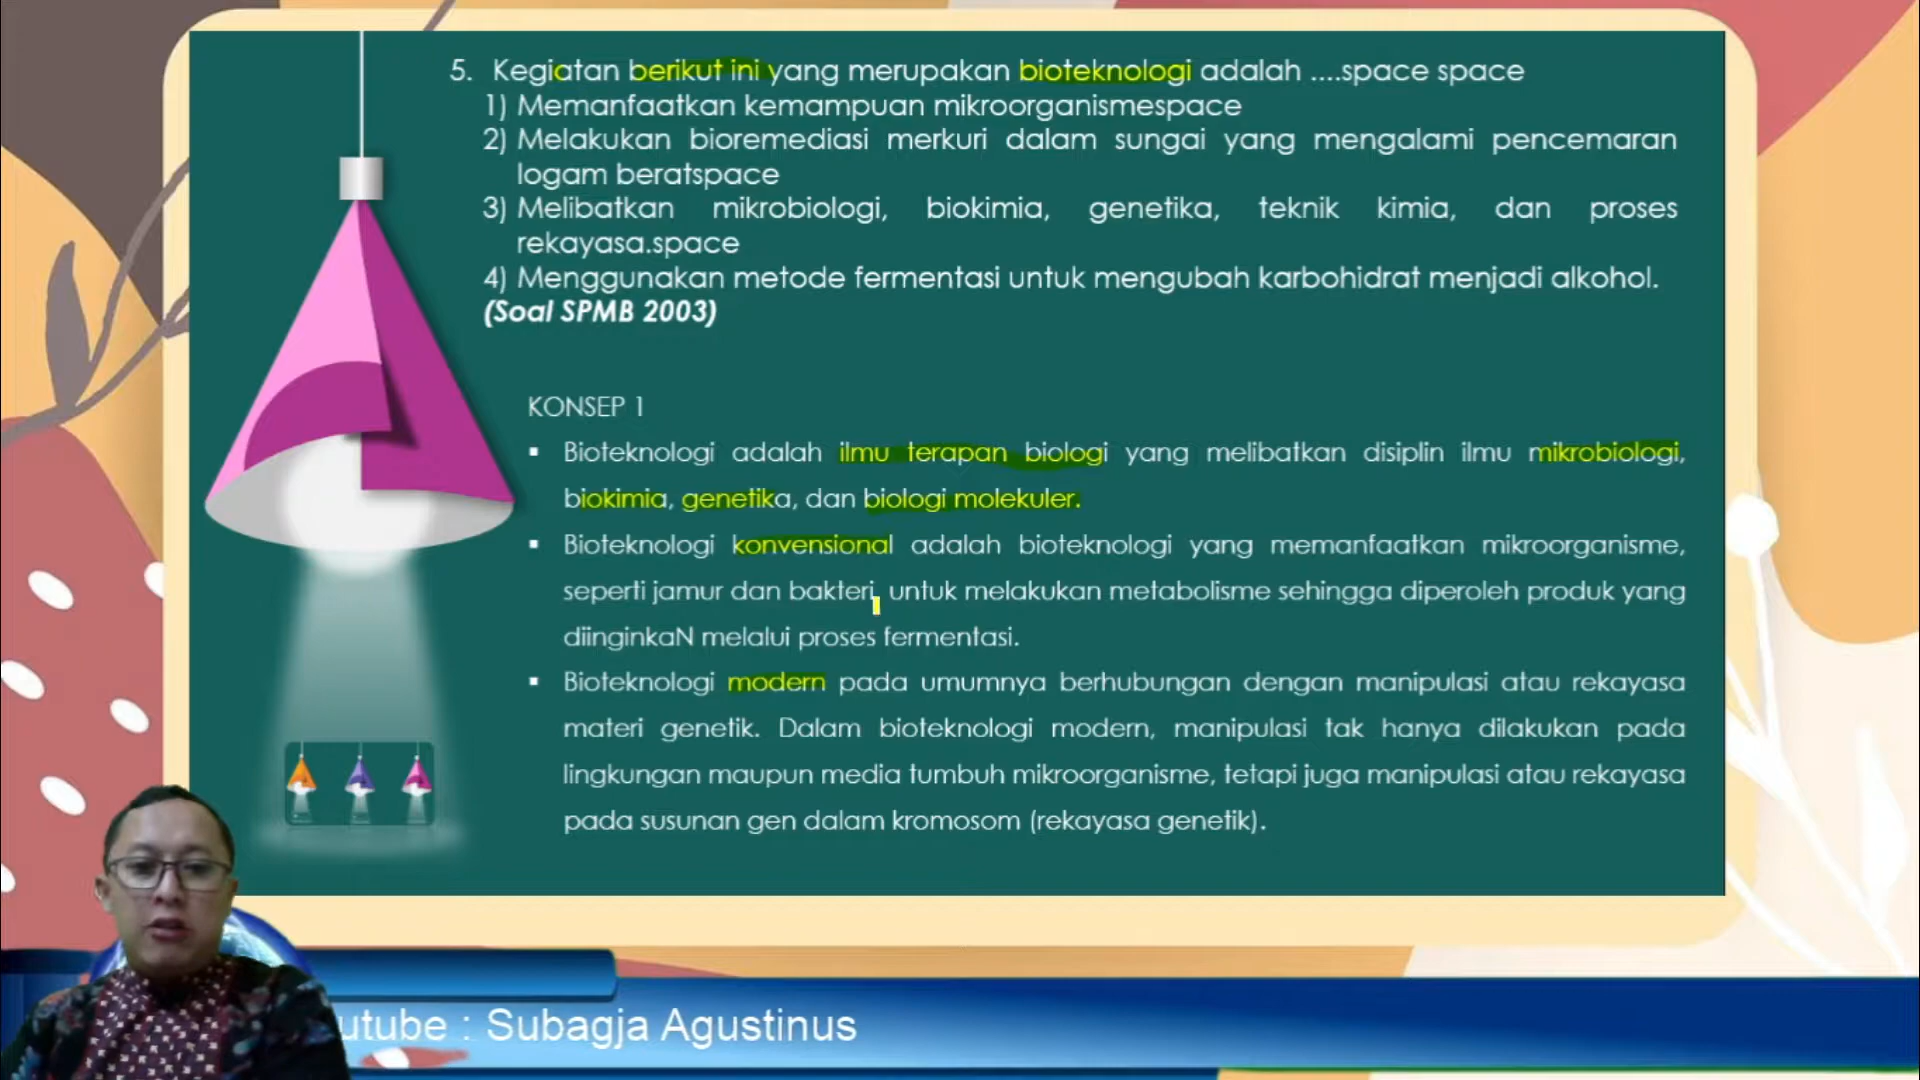 5. Kegiatan berikut ini yang merupakan bioteknologi adalah ....space space
1) Memanfaatkan kemampuan mikroorganismespace
2) Melakukan bioremediasi merkuri dalam sungai yang mengalami pencemaran
logam beratspace
3) Melibatkan mikrobiologi, biokimia, genetika, teknik kimia, dan proses
rekayasa.space
4) Menggunakan metode fermentasi untuk mengubah karbohidrat menjadi alkohol.
(Soal SPMB 2003)
KONSEP 1
▪ Bioteknologi adalah ilmu terapan biologi yang melibatkan disiplin ilmu mikrobiologi,
biokimia, genetika, dan biologi molekuler.
▪ Bioteknologi konvensional adalah bioteknologi yang memanfaatkan mikroorganisme,
seperti jamur dan bakteri, untuk melakukan metabolisme sehingga diperoleh produk yang
diinginkaN melalui proses fermentasi.
▪ Bioteknologi modern pada umumnya berhubungan dengan manipulasi atau rekayasa
materi genetik. Dalam bioteknologi modern, manipulasi tak hanya dilakukan pada
lingkungan maupun media tumbuh mikroorganisme, tetapi juga manipulasi atau rekayasa
pada susunan gen dalam kromosom (rekayasa genetik).
utube : Subagja Agustinus